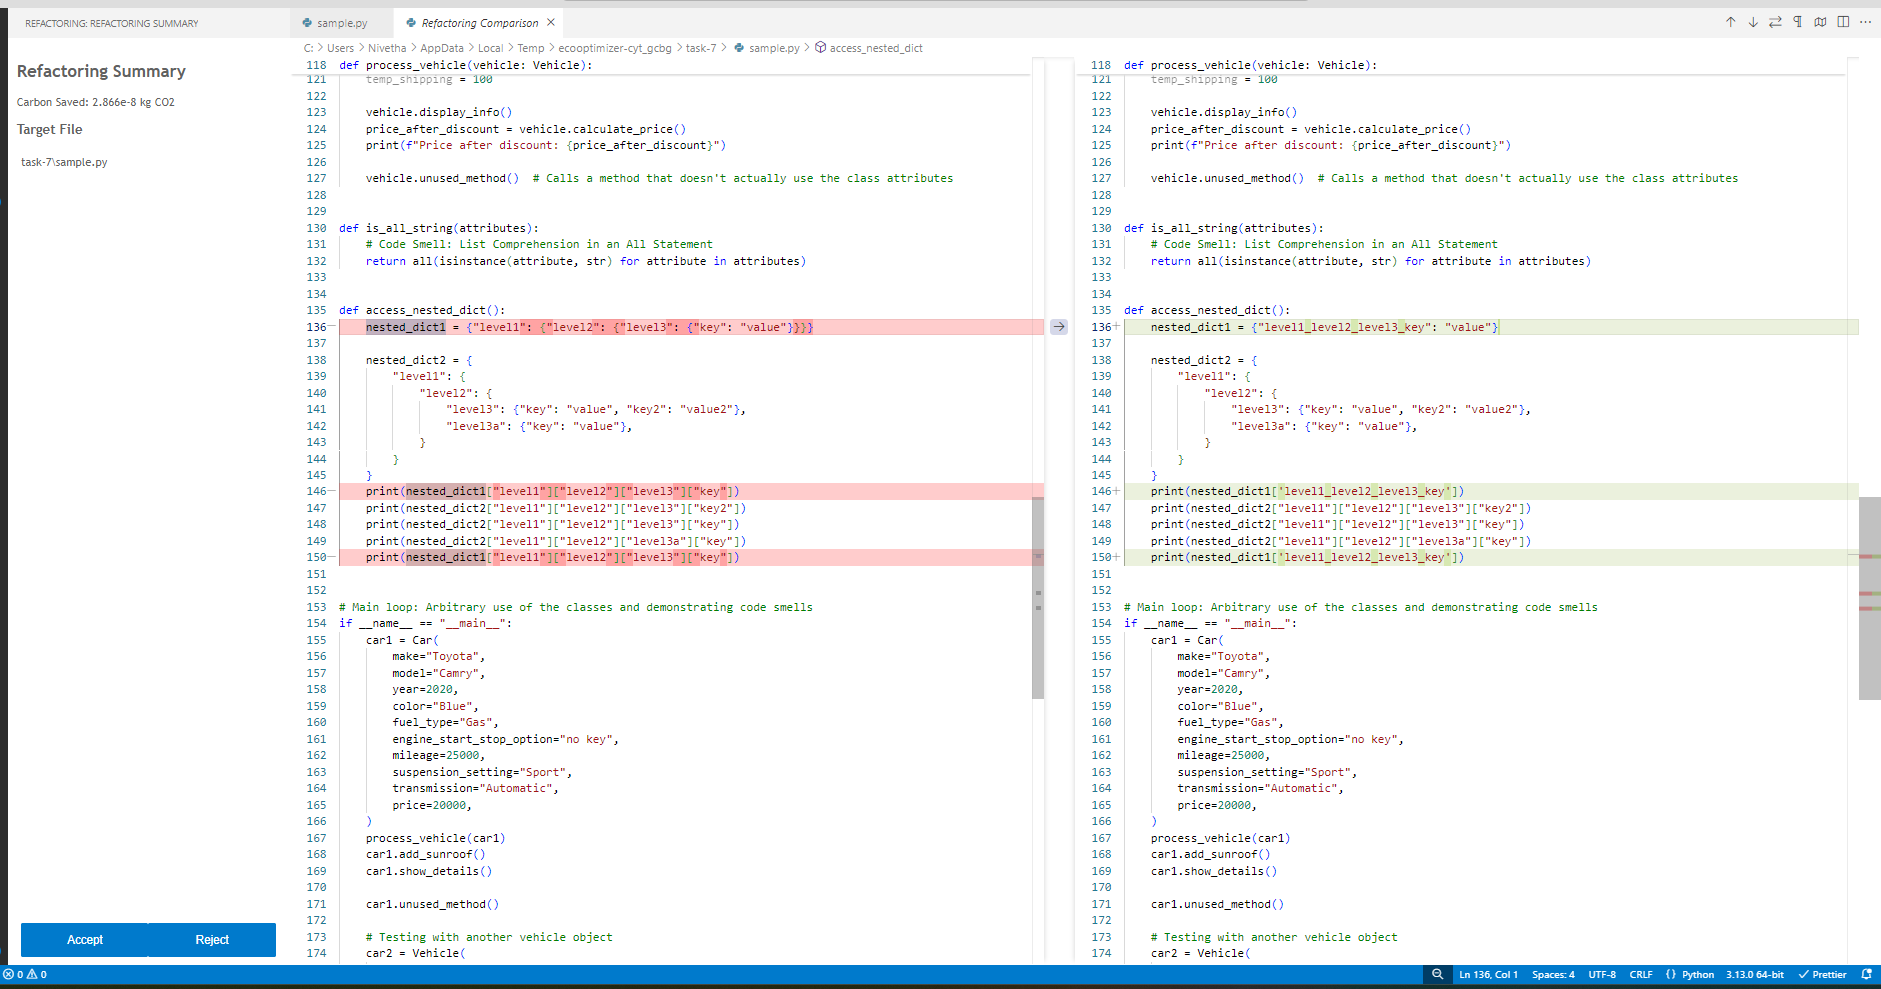 REFACTORING: REFACTORING SUMMARY
sample.py
Refactoring Comparison
C: > Users > Nivetha > AppData > Local > Temp > ecooptimizer-cyt_gcbg > task-7 > sample.py > access_nested_dict
Refactoring Summary
Carbon Saved: 2.866e-8 kg CO2
Target File
task-7\sample.py
Accept
Reject
118 def process_vehicle(vehicle: Vehicle):
121     temp_shipping = 100
122
123     vehicle.display_info()
124     price_after_discount = vehicle.calculate_price()
125     print(f"Price after discount: {price_after_discount}")
126
127     vehicle.unused_method()  # Calls a method that doesn't actually use the class attributes
128
129
130 def is_all_string(attributes):
131     # Code Smell: List Comprehension in an All Statement
132     return all(isinstance(attribute, str) for attribute in attributes)
133
134
135 def access_nested_dict():
136−     nested_dict1 = {"level1": {"level2": {"level3": {"key": "value"}}}}
137
138     nested_dict2 = {
139         "level1": {
140             "level2": {
141                 "level3": {"key": "value", "key2": "value2"},
142                 "level3a": {"key": "value"},
143             }
144         }
145     }
146−     print(nested_dict1["level1"]["level2"]["level3"]["key"])
147     print(nested_dict2["level1"]["level2"]["level3"]["key2"])
148     print(nested_dict2["level1"]["level2"]["level3"]["key"])
149     print(nested_dict2["level1"]["level2"]["level3a"]["key"])
150−     print(nested_dict1["level1"]["level2"]["level3"]["key"])
151
152
153 # Main loop: Arbitrary use of the classes and demonstrating code smells
154 if __name__ == "__main__":
155     car1 = Car(
156         make="Toyota",
157         model="Camry",
158         year=2020,
159         color="Blue",
160         fuel_type="Gas",
161         engine_start_stop_option="no key",
162         mileage=25000,
163         suspension_setting="Sport",
164         transmission="Automatic",
165         price=20000,
166     )
167     process_vehicle(car1)
168     car1.add_sunroof()
169     car1.show_details()
170
171     car1.unused_method()
172
173     # Testing with another vehicle object
174     car2 = Vehicle(
118 def process_vehicle(vehicle: Vehicle):
121     temp_shipping = 100
122
123     vehicle.display_info()
124     price_after_discount = vehicle.calculate_price()
125     print(f"Price after discount: {price_after_discount}")
126
127     vehicle.unused_method()  # Calls a method that doesn't actually use the class attributes
128
129
130 def is_all_string(attributes):
131     # Code Smell: List Comprehension in an All Statement
132     return all(isinstance(attribute, str) for attribute in attributes)
133
134
135 def access_nested_dict():
136+     nested_dict1 = {"level1_level2_level3_key": "value"}
137
138     nested_dict2 = {
139         "level1": {
140             "level2": {
141                 "level3": {"key": "value", "key2": "value2"},
142                 "level3a": {"key": "value"},
143             }
144         }
145     }
146+     print(nested_dict1['level1_level2_level3_key'])
147     print(nested_dict2["level1"]["level2"]["level3"]["key2"])
148     print(nested_dict2["level1"]["level2"]["level3"]["key"])
149     print(nested_dict2["level1"]["level2"]["level3a"]["key"])
150+     print(nested_dict1['level1_level2_level3_key'])
151
152
153 # Main loop: Arbitrary use of the classes and demonstrating code smells
154 if __name__ == "__main__":
155     car1 = Car(
156         make="Toyota",
157         model="Camry",
158         year=2020,
159         color="Blue",
160         fuel_type="Gas",
161         engine_start_stop_option="no key",
162         mileage=25000,
163         suspension_setting="Sport",
164         transmission="Automatic",
165         price=20000,
166     )
167     process_vehicle(car1)
168     car1.add_sunroof()
169     car1.show_details()
170
171     car1.unused_method()
172
173     # Testing with another vehicle object
174     car2 = Vehicle(
0 0 Ln 136, Col 1 Spaces: 4 UTF-8 CRLF {} Python 3.13.0 64-bit Prettier